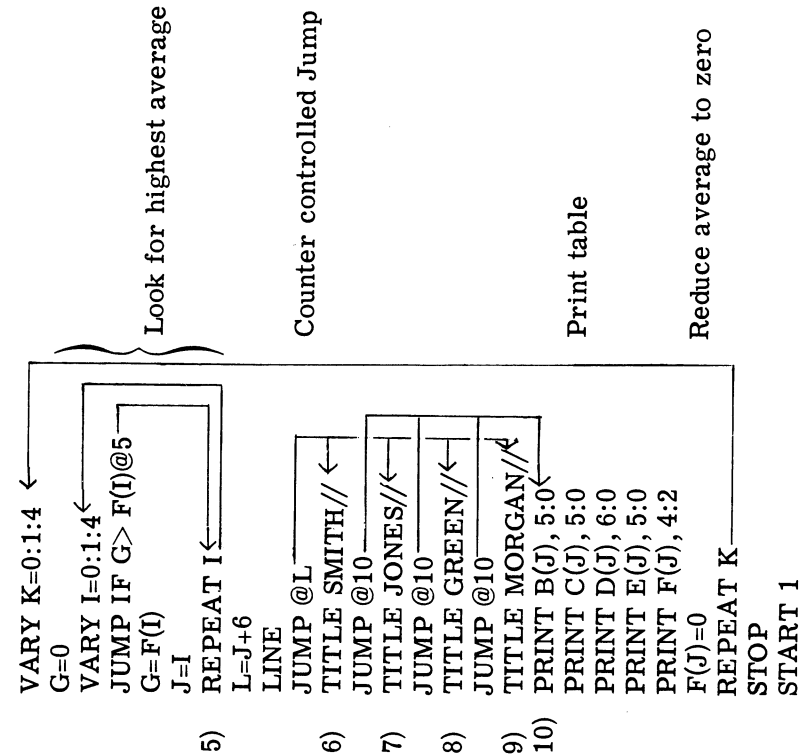 VARY K=0:1:4
G=0
VARY I=0:1:4
JUMP IF G> F(I)@5
G=F(I)
J=I
5) REPEAT I
Look for highest average
L=J+6
LINE
JUMP @L Counter controlled Jump
6) TITLE SMITH//
JUMP @10
7) TITLE JONES//
JUMP @10
8) TITLE GREEN//
JUMP @10
9) TITLE MORGAN//
10) PRINT B(J), 5:0
PRINT C(J), 5:0 Print table
PRINT D(J), 6:0
PRINT E(J), 5:0
PRINT F(J), 4:2
F(J)=0 Reduce average to zero
REPEAT K
STOP
START 1